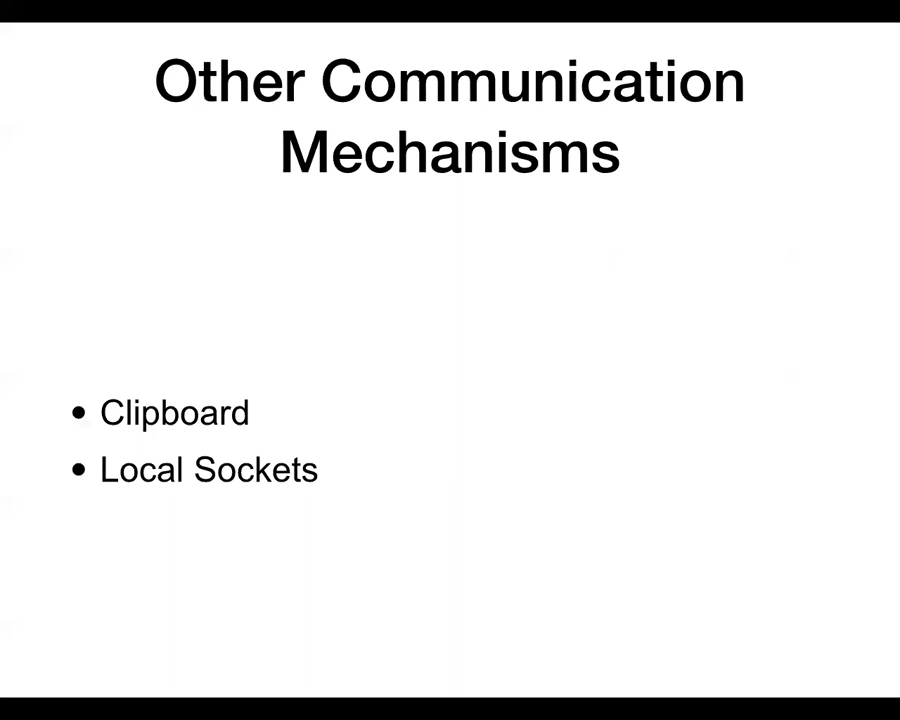 Other Communication
Mechanisms
• Clipboard
• Local Sockets